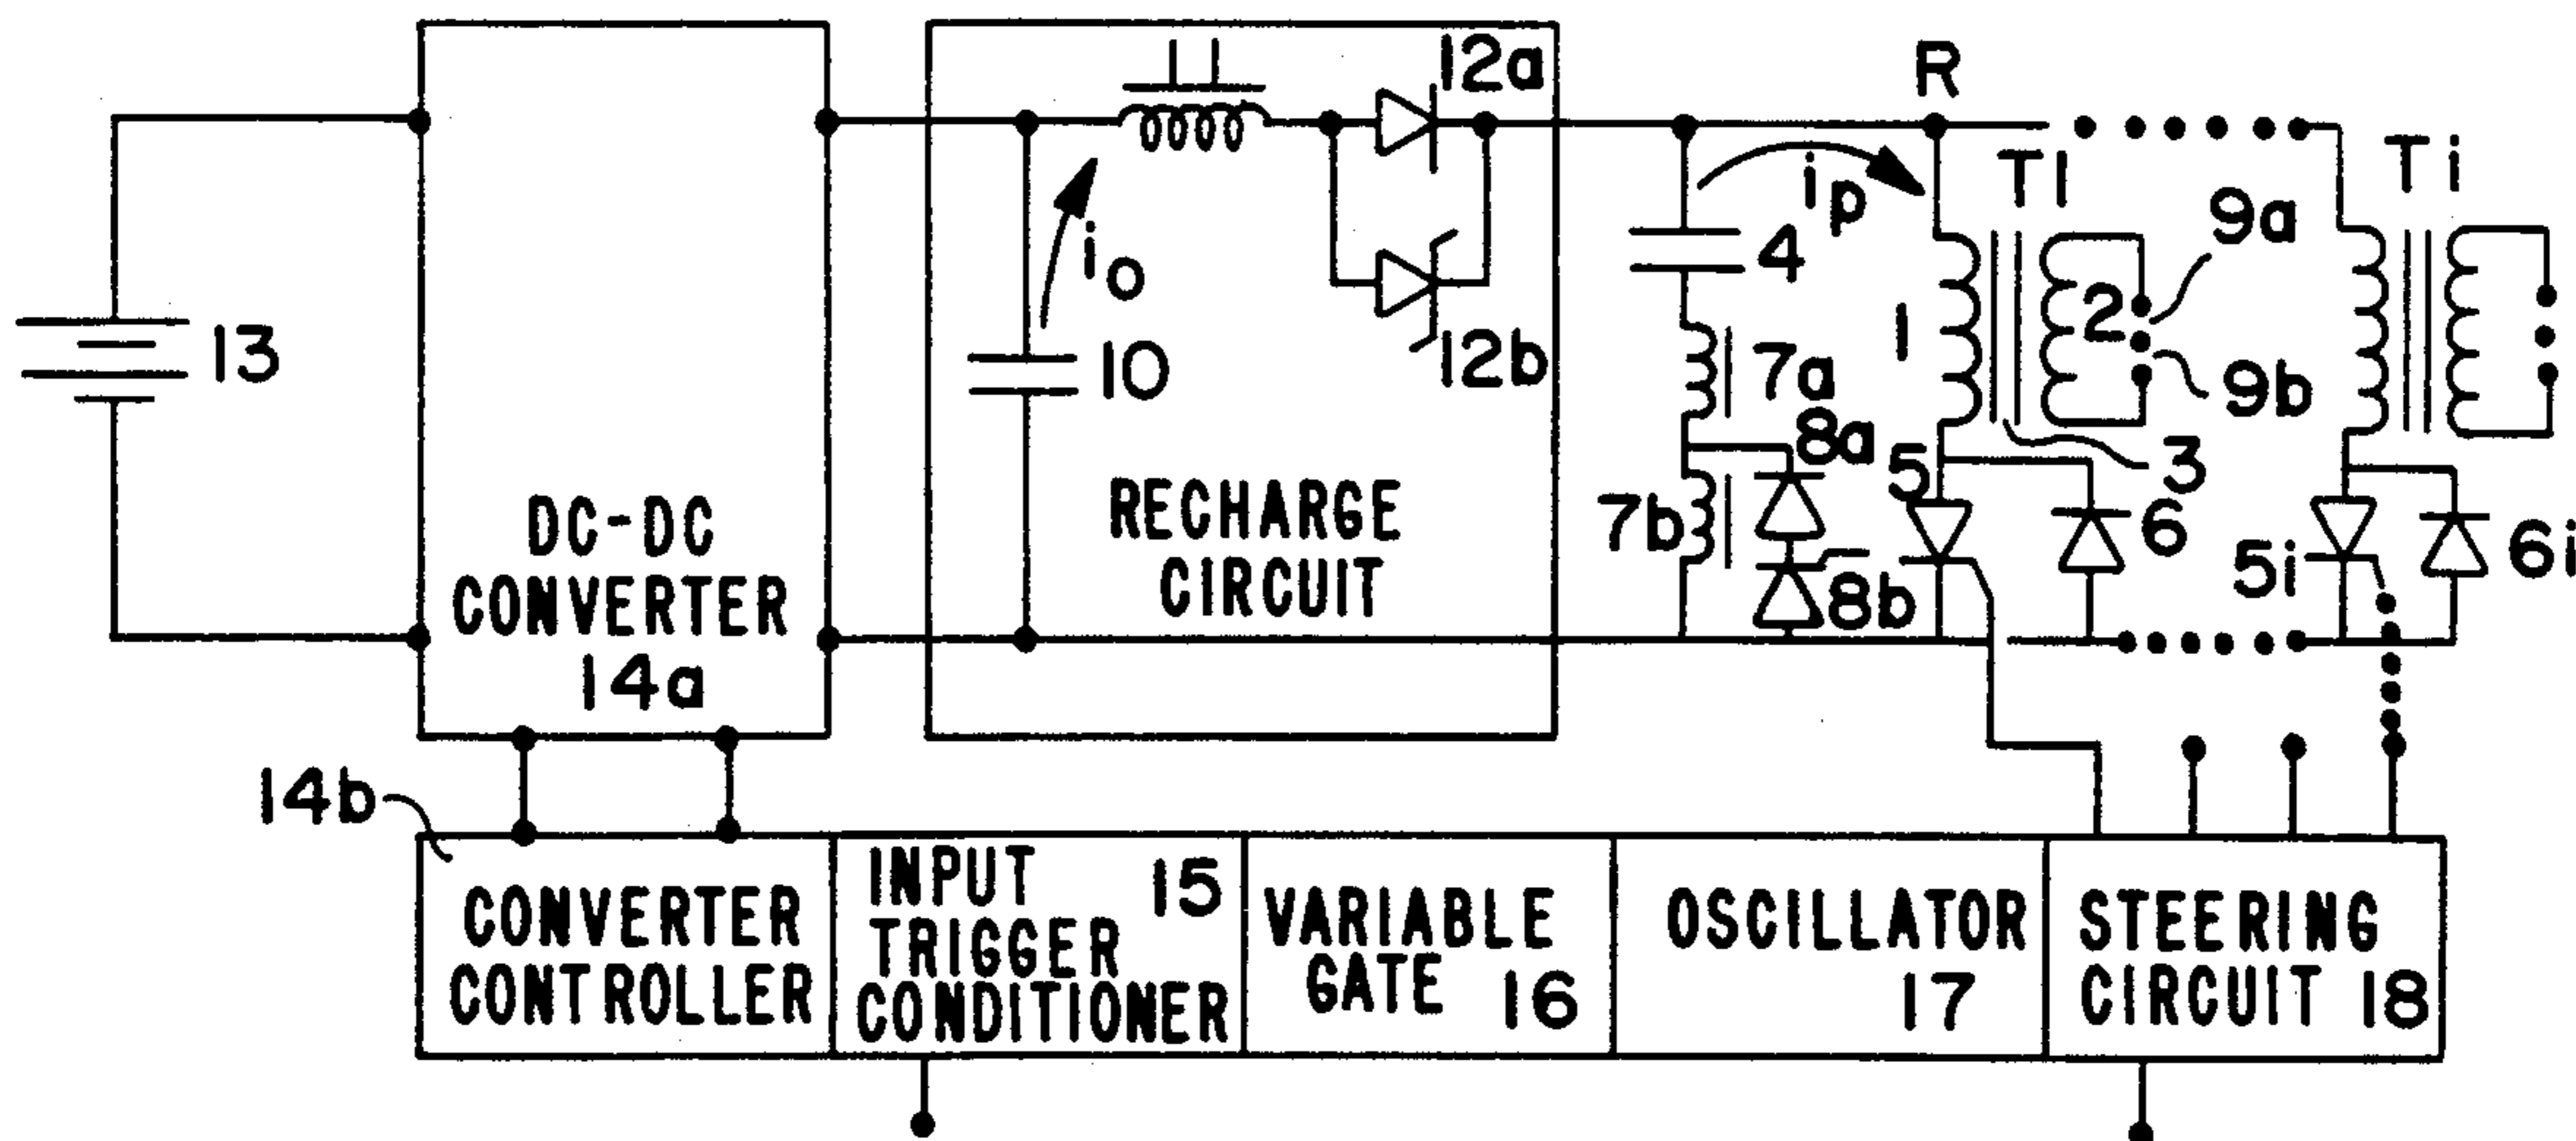 12a
R
T1
Ti
9a
ip
io
4
2
1
13
12b
10
7a
9b
8a
3
5
DC-DC
CONVERTER
14a
RECHARGE
CIRCUIT
7b
6
8b
5i
6i
14b
CONVERTER
CONTROLLER
INPUT 15
TRIGGER
CONDITIONER
VARIABLE
GATE 16
OSCILLATOR
17
STEERING
CIRCUIT 18